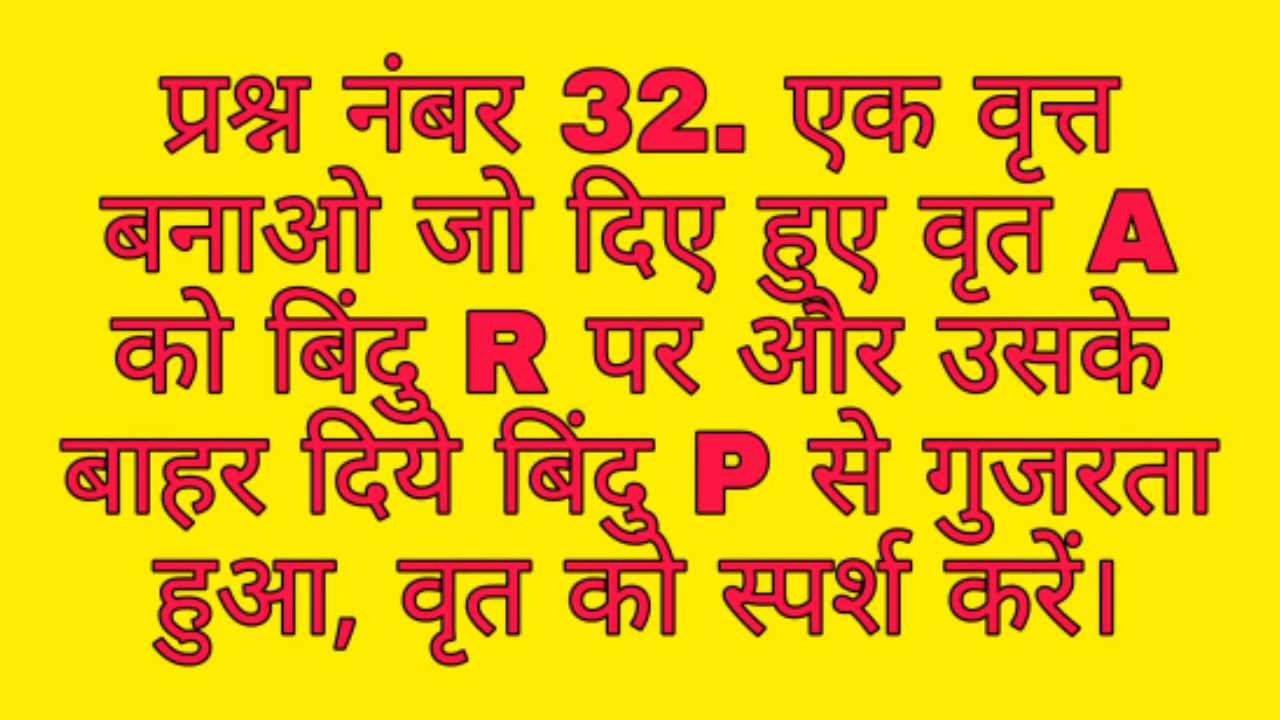 प्रश्न नंबर 32. एक वृत्त
बनाओ जो दिए हुए वृत A
को बिंदु R पर और उसके
बाहर दिये बिंदु P से गुजरता
हुआ, वृत को स्पर्श करें।